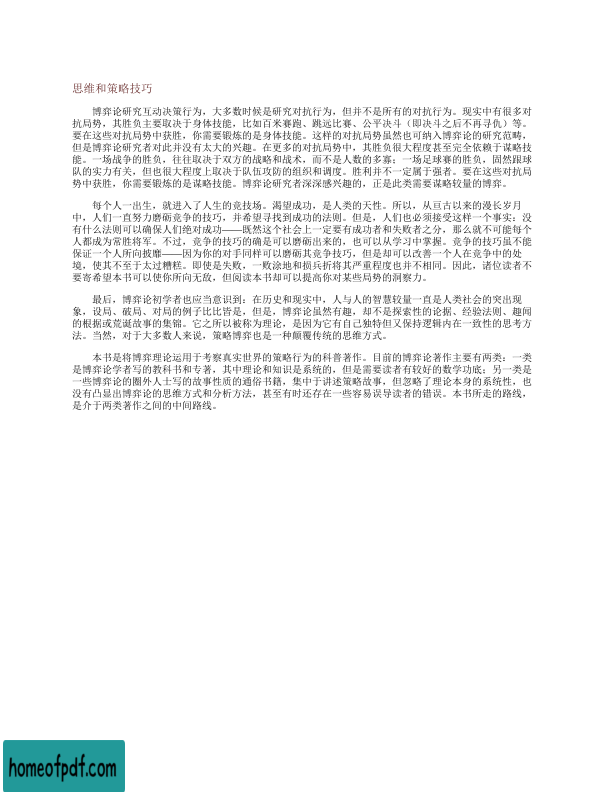 思维和策略技巧
博弈论研究互动决策行为，大多数时候是研究对抗行为，但并不是所有的对抗行为。现实中有很多对
抗局势，其胜负主要取决于身体技能，比如百米赛跑、跳远比赛、公平决斗（即决斗之后不再寻仇）等。
要在这些对抗局势中获胜，你需要锻炼的是身体技能。这样的对抗局势虽然也可纳入博弈论的研究范畴，
但是博弈论研究者对此并没有太大的兴趣。在更多的对抗局势中，其胜负很大程度甚至完全依赖于谋略技
能。一场战争的胜负，往往取决于双方的战略和战术，而不是人数的多寡；一场足球赛的胜负，固然跟球
队的实力有关，但也很大程度上取决于队伍攻防的组织和调度。胜利并不一定属于强者。要在这些对抗局
势中获胜，你需要锻炼的是谋略技能。博弈论研究者深深感兴趣的，正是此类需要谋略较量的博弈。
每个人一出生，就进入了人生的竞技场。渴望成功，是人类的天性。所以，从亘古以来的漫长岁月
中，人们一直努力磨砺竞争的技巧，并希望寻找到成功的法则。但是，人们也必须接受这样一个事实：没
有什么法则可以确保人们绝对成功——既然这个社会上一定要有成功者和失败者之分，那么就不可能每个
人都成为常胜将军。不过，竞争的技巧的确是可以磨砺出来的，也可以从学习中掌握。竞争的技巧虽不能
保证一个人所向披靡——因为你的对手同样可以磨砺其竞争技巧，但是却可以改善一个人在竞争中的处
境，使其不至于太过糟糕。即使是失败，一败涂地和损兵折将其严重程度也并不相同。因此，诸位读者不
要寄希望本书可以使你所向无敌，但阅读本书却可以提高你对某些局势的洞察力。
最后，博弈论初学者也应当意识到：在历史和现实中，人与人的智慧较量一直是人类社会的突出现
象，设局、破局、对局的例子比比皆是，但是，博弈论虽然有趣，却不是探索性的论据、经验法则、趣闻
的根据或荒诞故事的集锦。它之所以被称为理论，是因为它有自己独特但又保持逻辑内在一致性的思考方
法。当然，对于大多数人来说，策略博弈也是一种颠覆传统的思维方式。
本书是将博弈理论运用于考察真实世界的策略行为的科普著作。目前的博弈论著作主要有两类：一类
是博弈论学者写的教科书和专著，其中理论和知识是系统的，但是需要读者有较好的数学功底；另一类是
一些博弈论的圈外人士写的故事性质的通俗书籍，集中于讲述策略故事，但忽略了理论本身的系统性，也
没有凸显出博弈论的思维方式和分析方法，甚至有时还存在一些容易误导读者的错误。本书所走的路线，
是介于两类著作之间的中间路线。
homeofpdf.com